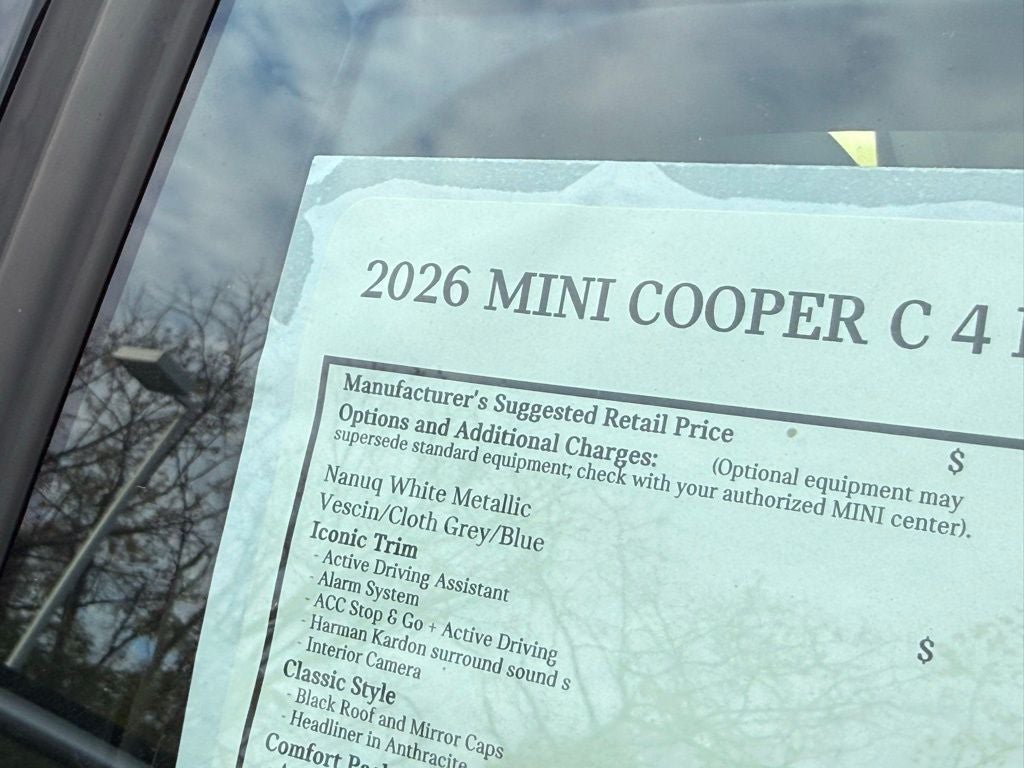 2026 MINI COOPER C 4
Manufacturer's Suggested Retail Price $
Options and Additional Charges: (Optional equipment may
supersede standard equipment; check with your authorized MINI center).
Nanuq White Metallic
Vescin/Cloth Grey/Blue
Iconic Trim $
- Active Driving Assistant
- Alarm System
- ACC Stop & Go + Active Driving
- Harman Kardon surround sound s
- Interior Camera
Classic Style
- Black Roof and Mirror Caps
- Headliner in Anthracite
Comfort